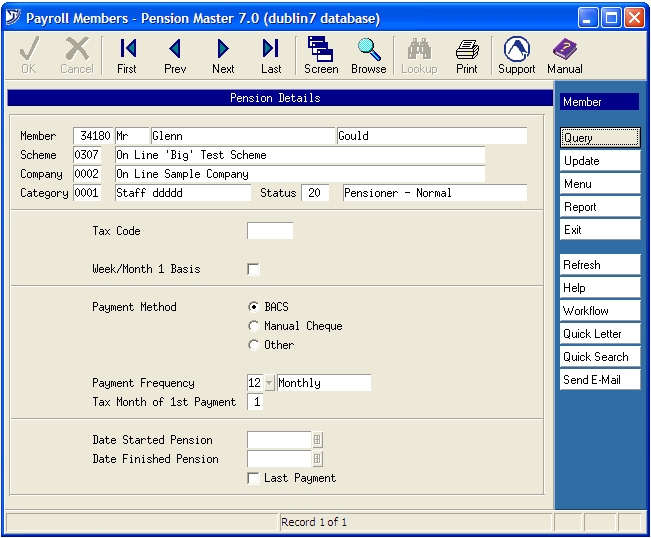 Payroll Members - Pension Master 7.0 (dublin7 database)
OK Cancel First Prev Next Last Screen Browse Lookup Print Support Manual
Pension Details
Member 34180 Mr Glenn Gould
Scheme 0307 On Line 'Big' Test Scheme
Company 0002 On Line Sample Company
Category 0001 Staff ddddd Status 20 Pensioner - Normal
Tax Code
Week/Month 1 Basis
Payment Method BACS
Manual Cheque
Other
Payment Frequency 12 Monthly
Tax Month of 1st Payment 1
Date Started Pension
Date Finished Pension
Last Payment
Member
Query
Update
Menu
Report
Exit
Refresh
Help
Workflow
Quick Letter
Quick Search
Send E-Mail
Record 1 of 1